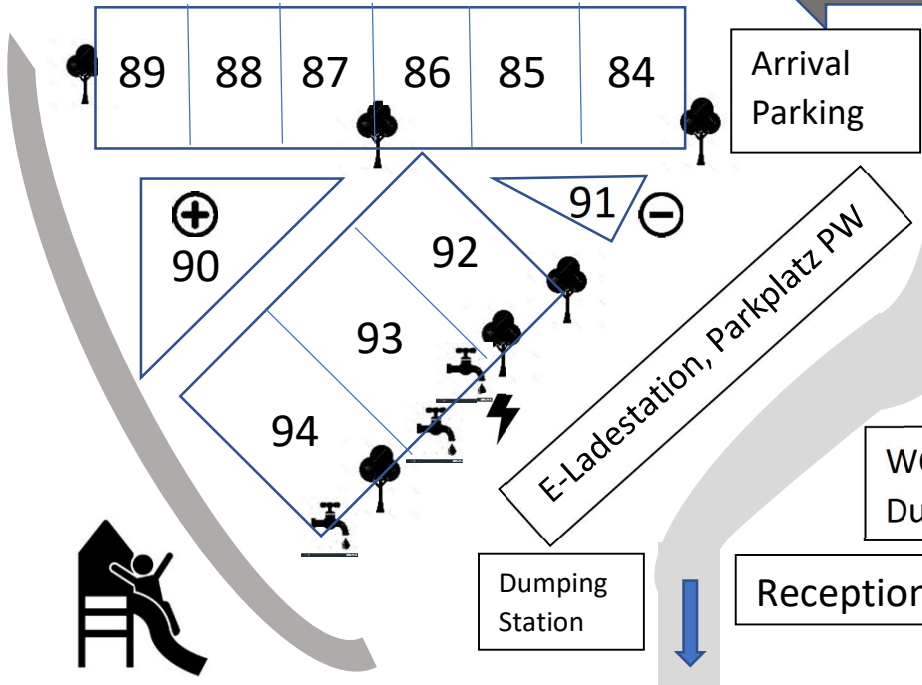 89 88 87 86 85 84
Arrival
Parking
91
90
92
93
94
E-Ladestation, Parkplatz PW
Dumping
Station
Reception